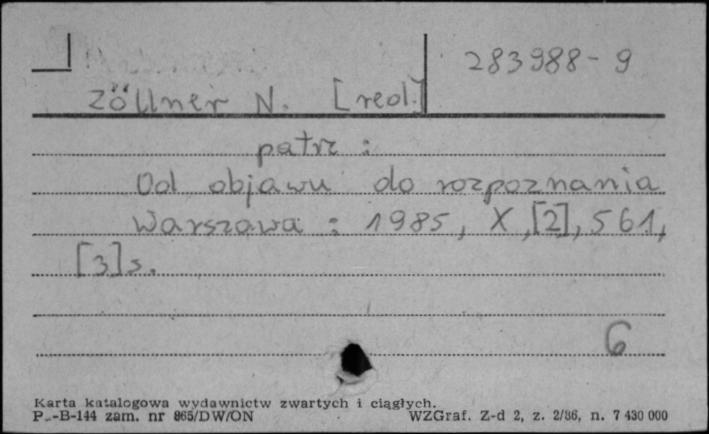 283988-9
Zöllner N. [red.]
patrz :
Od objawu do rozpoznania
Warszawa : 1985, X,[2], 561,
[3]s.
6
Karta katalogowa wydawnictw zwartych i ciągłych.
P.-B-144 zam. nr 865/DW/ON WZGraf. Z-d 2, z. 2/86, n. 7 430 000